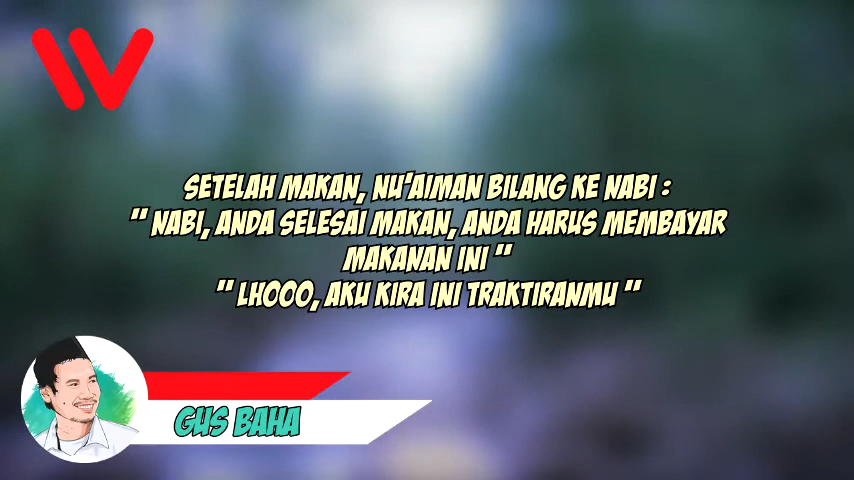 SETELAH MAKAN, NU'AIMAN BILANG KE NABI :
" NABI, ANDA SELESAI MAKAN, ANDA HARUS MEMBAYAR
MAKANAN INI "
" LHOOO, AKU KIRA INI TRAKTIRANMU "
GUS BAHA